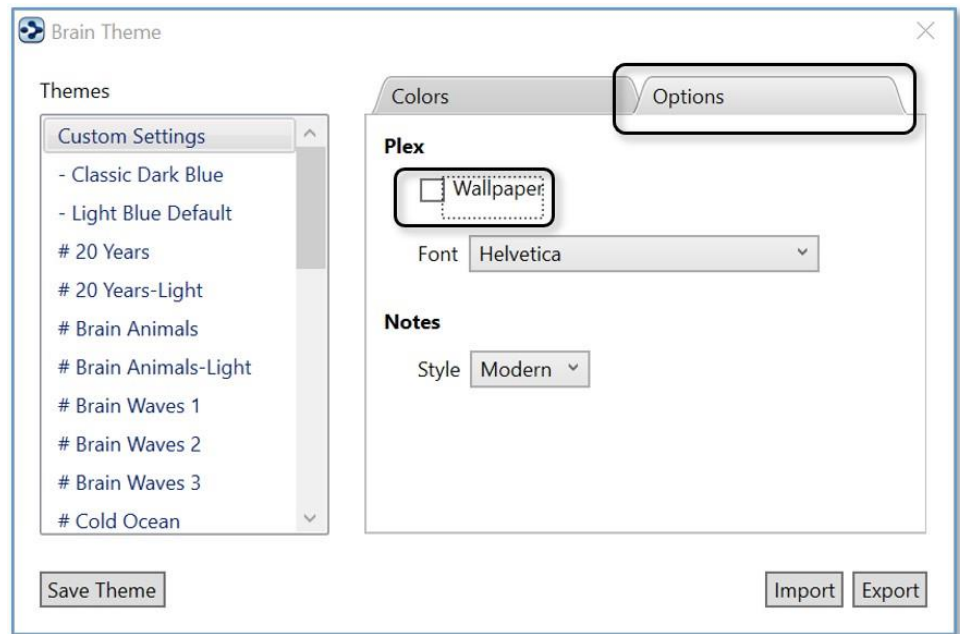 Brain Theme
Themes
Custom Settings
- Classic Dark Blue
- Light Blue Default
# 20 Years
# 20 Years-Light
# Brain Animals
# Brain Animals-Light
# Brain Waves 1
# Brain Waves 2
# Brain Waves 3
# Cold Ocean
Colors
Options
Plex
Wallpaper
Font Helvetica
Notes
Style Modern
Save Theme
Import
Export